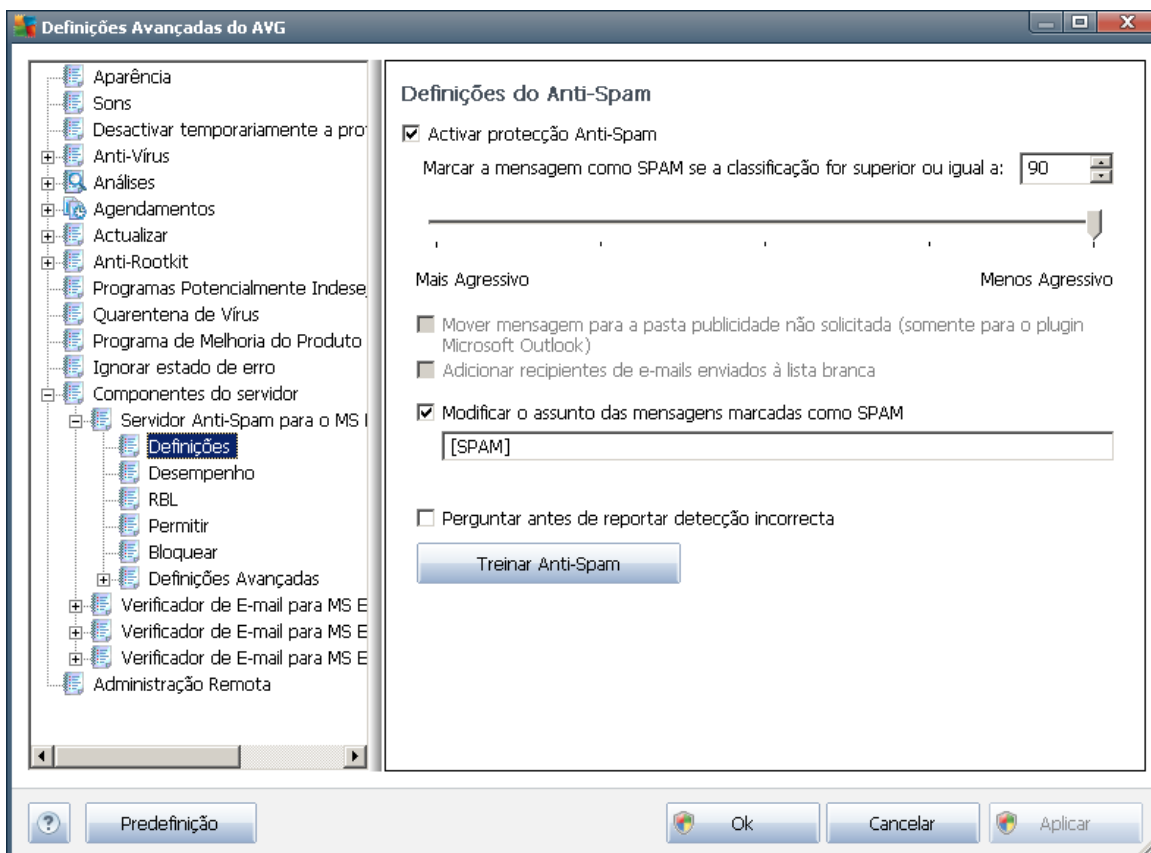 Definições Avançadas do AVG
Aparência
Sons
Desactivar temporariamente a pro
Anti-Vírus
Análises
Agendamentos
Actualizar
Anti-Rootkit
Programas Potencialmente Indese
Quarentena de Vírus
Programa de Melhoria do Produto
Ignorar estado de erro
Componentes do servidor
Servidor Anti-Spam para o MS
Definições
Desempenho
RBL
Permitir
Bloquear
Definições Avançadas
Verificador de E-mail para MS E
Verificador de E-mail para MS E
Verificador de E-mail para MS E
Administração Remota
Definições do Anti-Spam
Activar protecção Anti-Spam
Marcar a mensagem como SPAM se a classificação for superior ou igual a: 90
Mais Agressivo Menos Agressivo
Mover mensagem para a pasta publicidade não solicitada (somente para o plugin
Microsoft Outlook)
Adicionar recipientes de e-mails enviados à lista branca
Modificar o assunto das mensagens marcadas como SPAM
[SPAM]
Perguntar antes de reportar detecção incorrecta
Treinar Anti-Spam
? Predefinição Ok Cancelar Aplicar